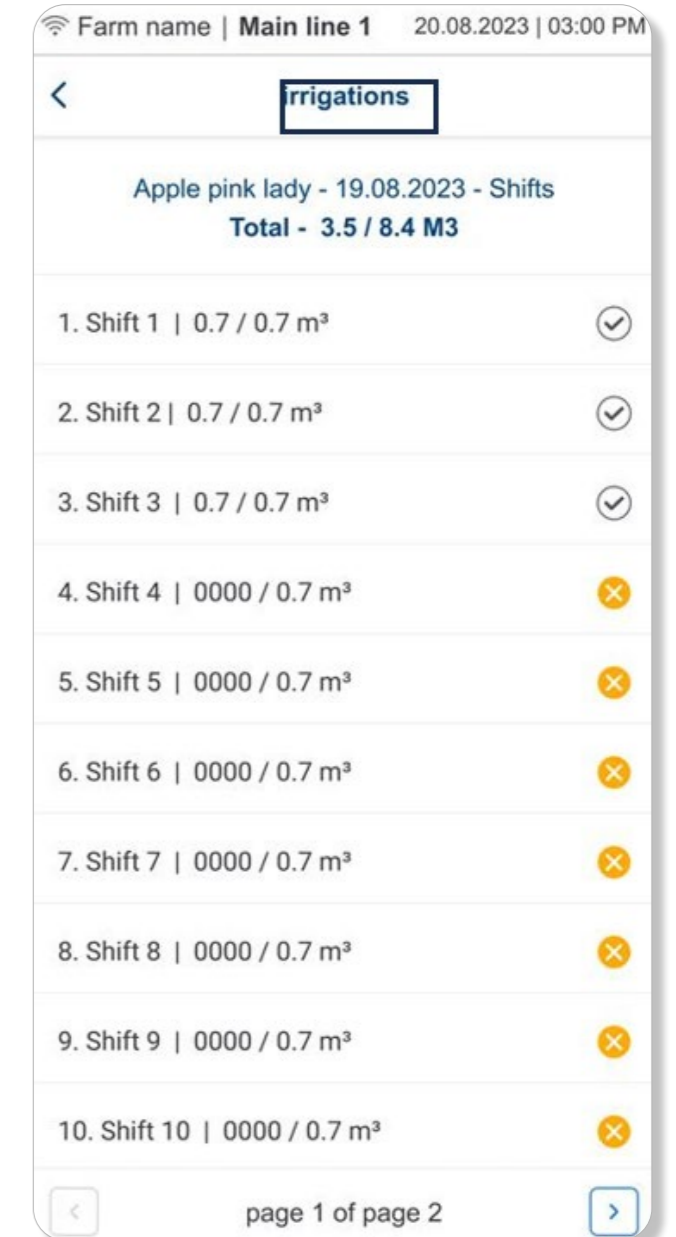 Farm name | Main line 1 20.08.2023 | 03:00 PM
irrigations
Apple pink lady - 19.08.2023 - Shifts
Total - 3.5 / 8.4 M3
1. Shift 1 | 0.7 / 0.7 m³
2. Shift 2 | 0.7 / 0.7 m³
3. Shift 3 | 0.7 / 0.7 m³
4. Shift 4 | 0000 / 0.7 m³
5. Shift 5 | 0000 / 0.7 m³
6. Shift 6 | 0000 / 0.7 m³
7. Shift 7 | 0000 / 0.7 m³
8. Shift 8 | 0000 / 0.7 m³
9. Shift 9 | 0000 / 0.7 m³
10. Shift 10 | 0000 / 0.7 m³
page 1 of page 2